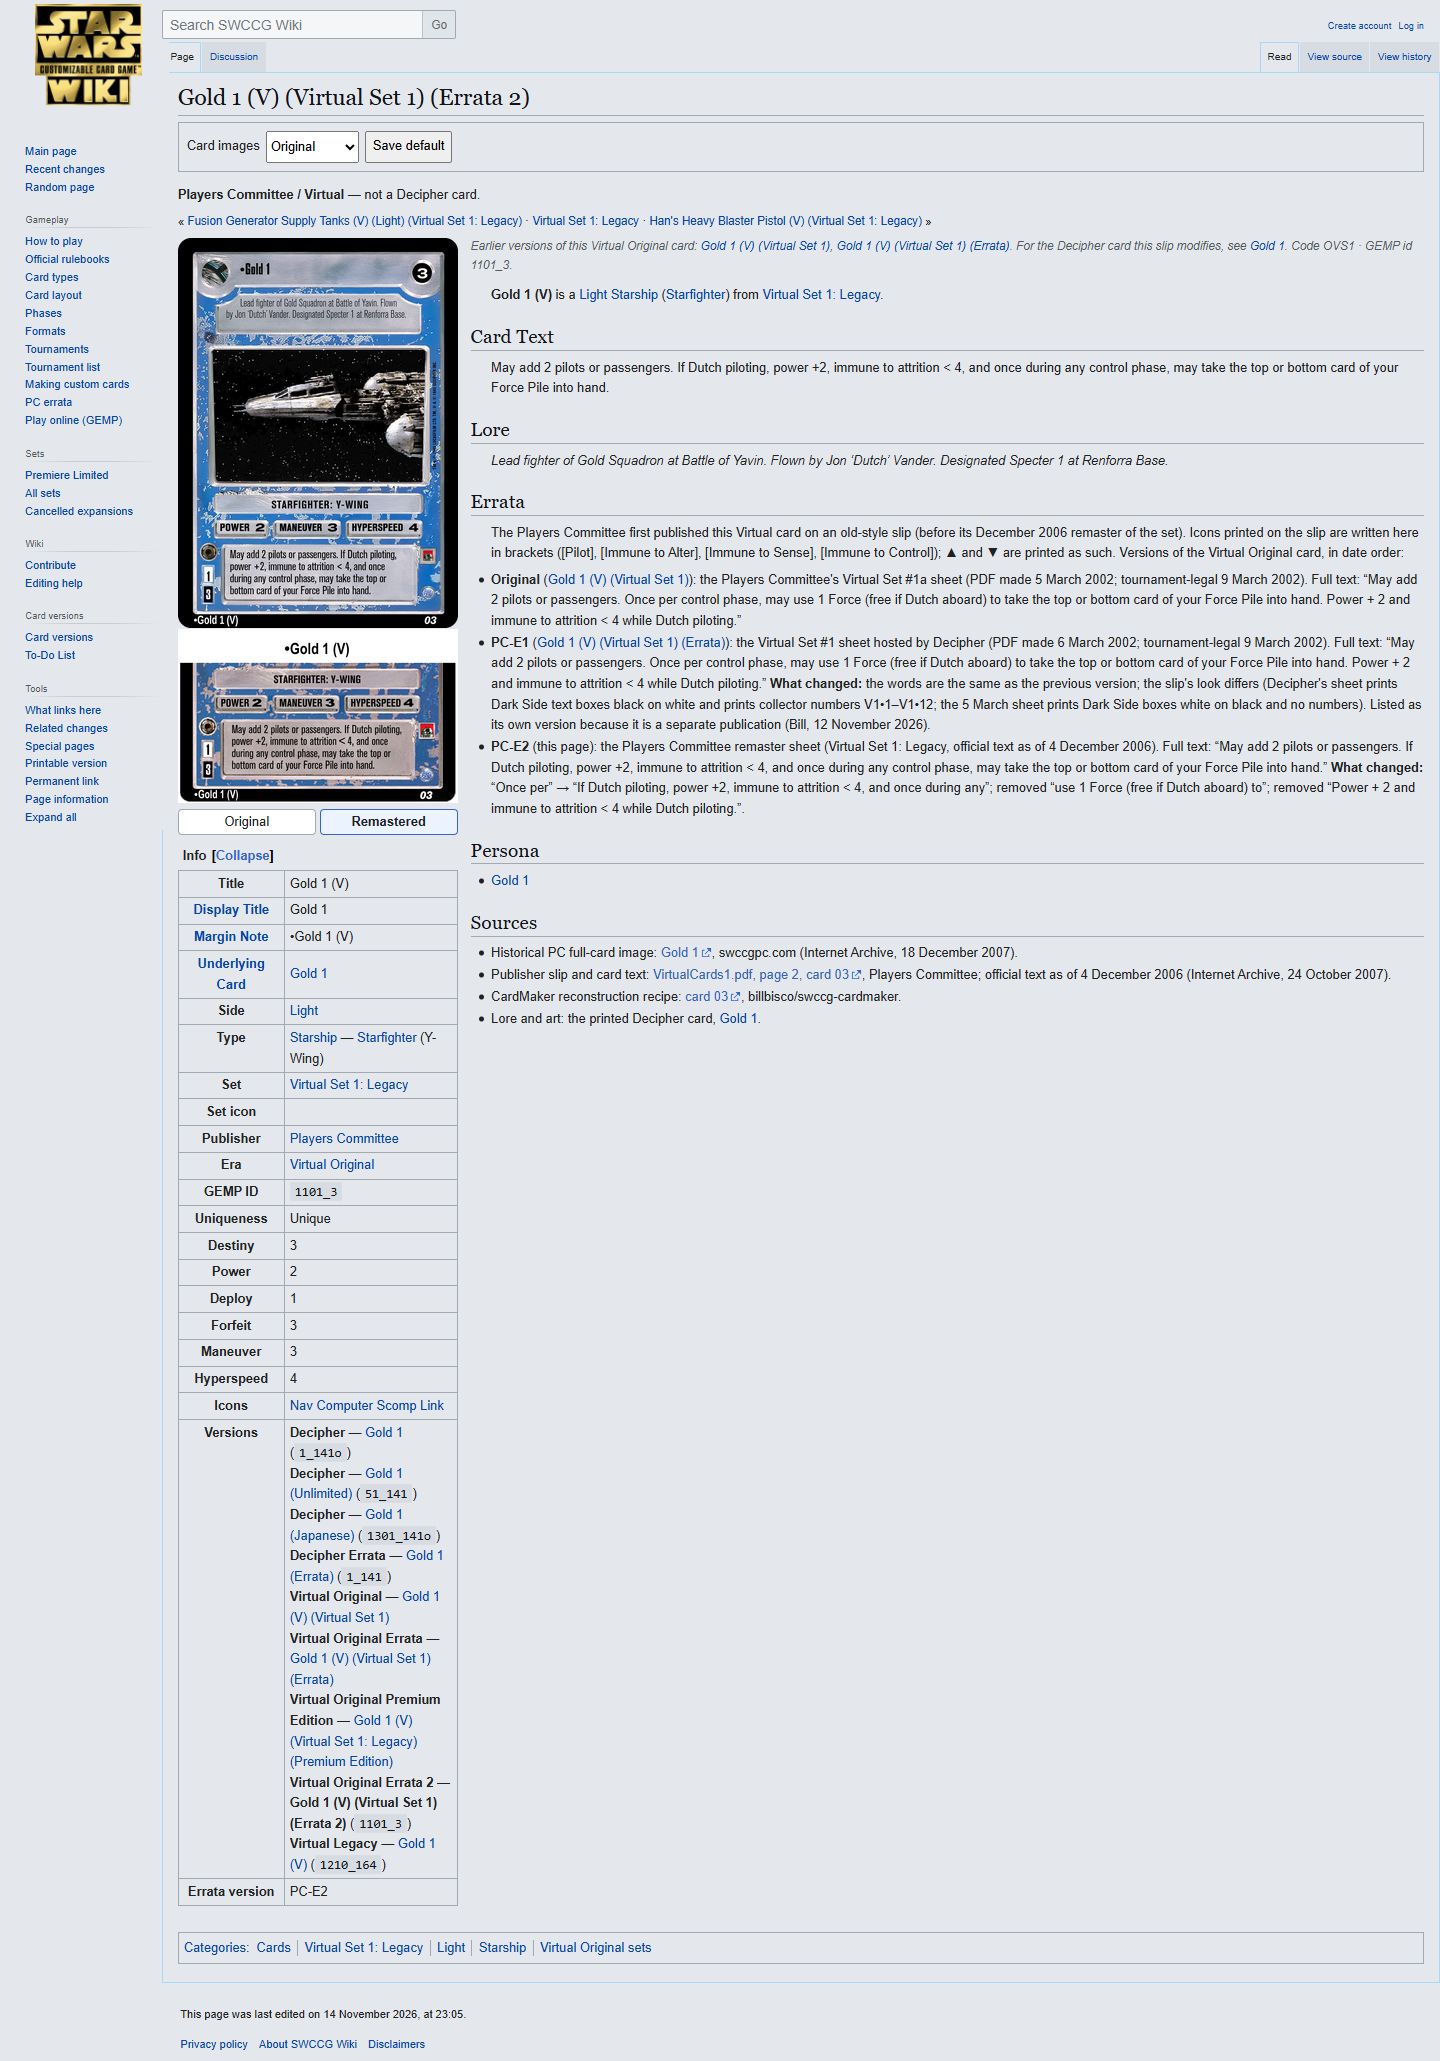 STAR
WARS
CUSTOMIZABLE CARD GAME
WIKI
Search SWCCG Wiki
Go
Create account Log in
Page Discussion
Read View source View history
Main page
Recent changes
Random page
Gameplay
How to play
Official rulebooks
Card types
Card layout
Phases
Formats
Tournaments
Tournament list
Making custom cards
PC errata
Play online (GEMP)
Sets
Premiere Limited
All sets
Cancelled expansions
Wiki
Contribute
Editing help
Card versions
Card versions
To-Do List
Tools
What links here
Related changes
Special pages
Printable version
Permanent link
Page information
Expand all
Gold 1 (V) (Virtual Set 1) (Errata 2)
Card images Original Save default
Players Committee / Virtual — not a Decipher card.
« Fusion Generator Supply Tanks (V) (Light) (Virtual Set 1: Legacy) · Virtual Set 1: Legacy · Han's Heavy Blaster Pistol (V) (Virtual Set 1: Legacy) »
•Gold 1
3
Lead fighter of Gold Squadron at Battle of Yavin. Flown
by Jon 'Dutch' Vander. Designated Specter 1 at Renforra Base.
STARFIGHTER: Y-WING
POWER 2 MANEUVER 3 HYPERSPEED 4
May add 2 pilots or passengers. If Dutch piloting,
power +2, immune to attrition < 4, and once
during any control phase, may take the top or
bottom card of your Force Pile into hand.
1
3
•Gold 1 (V)
03
•Gold 1 (V)
STARFIGHTER: Y-WING
POWER 2 MANEUVER 3 HYPERSPEED 4
May add 2 pilots or passengers. If Dutch piloting,
power +2, immune to attrition < 4, and once
during any control phase, may take the top or
bottom card of your Force Pile into hand.
1
3
•Gold 1 (V)
03
Original Remastered
Info [Collapse]
Title Gold 1 (V)
Display Title Gold 1
Margin Note •Gold 1 (V)
Underlying
Card
Gold 1
Side Light
Type Starship — Starfighter (Y-
Wing)
Set Virtual Set 1: Legacy
Set icon
Publisher Players Committee
Era Virtual Original
GEMP ID 1101_3
Uniqueness Unique
Destiny 3
Power 2
Deploy 1
Forfeit 3
Maneuver 3
Hyperspeed 4
Icons Nav Computer Scomp Link
Versions Decipher — Gold 1
( 1_141o )
Decipher — Gold 1
(Unlimited) ( 51_141 )
Decipher — Gold 1
(Japanese) ( 1301_141o )
Decipher Errata — Gold 1
(Errata) ( 1_141 )
Virtual Original — Gold 1
(V) (Virtual Set 1)
Virtual Original Errata —
Gold 1 (V) (Virtual Set 1)
(Errata)
Virtual Original Premium
Edition — Gold 1 (V)
(Virtual Set 1: Legacy)
(Premium Edition)
Virtual Original Errata 2 —
Gold 1 (V) (Virtual Set 1)
(Errata 2) ( 1101_3 )
Virtual Legacy — Gold 1
(V) ( 1210_164 )
Errata version PC-E2
Earlier versions of this Virtual Original card: Gold 1 (V) (Virtual Set 1), Gold 1 (V) (Virtual Set 1) (Errata). For the Decipher card this slip modifies, see Gold 1. Code OVS1 · GEMP id
1101_3.
Gold 1 (V) is a Light Starship (Starfighter) from Virtual Set 1: Legacy.
Card Text
May add 2 pilots or passengers. If Dutch piloting, power +2, immune to attrition < 4, and once during any control phase, may take the top or bottom card of your
Force Pile into hand.
Lore
Lead fighter of Gold Squadron at Battle of Yavin. Flown by Jon ‘Dutch’ Vander. Designated Specter 1 at Renforra Base.
Errata
The Players Committee first published this Virtual card on an old-style slip (before its December 2006 remaster of the set). Icons printed on the slip are written here
in brackets ([Pilot], [Immune to Alter], [Immune to Sense], [Immune to Control]); ▲ and ▼ are printed as such. Versions of the Virtual Original card, in date order:
• Original (Gold 1 (V) (Virtual Set 1)): the Players Committee's Virtual Set #1a sheet (PDF made 5 March 2002; tournament-legal 9 March 2002). Full text: “May add
2 pilots or passengers. Once per control phase, may use 1 Force (free if Dutch aboard) to take the top or bottom card of your Force Pile into hand. Power + 2 and
immune to attrition < 4 while Dutch piloting.”
• PC-E1 (Gold 1 (V) (Virtual Set 1) (Errata)): the Virtual Set #1 sheet hosted by Decipher (PDF made 6 March 2002; tournament-legal 9 March 2002). Full text: “May
add 2 pilots or passengers. Once per control phase, may use 1 Force (free if Dutch aboard) to take the top or bottom card of your Force Pile into hand. Power + 2
and immune to attrition < 4 while Dutch piloting.” What changed: the words are the same as the previous version; the slip's look differs (Decipher's sheet prints
Dark Side text boxes black on white and prints collector numbers V1•1–V1•12; the 5 March sheet prints Dark Side boxes white on black and no numbers). Listed as
its own version because it is a separate publication (Bill, 12 November 2026).
• PC-E2 (this page): the Players Committee remaster sheet (Virtual Set 1: Legacy, official text as of 4 December 2006). Full text: “May add 2 pilots or passengers. If
Dutch piloting, power +2, immune to attrition < 4, and once during any control phase, may take the top or bottom card of your Force Pile into hand.” What changed:
“Once per” → “If Dutch piloting, power +2, immune to attrition < 4, and once during any”; removed “use 1 Force (free if Dutch aboard) to”; removed “Power + 2 and
immune to attrition < 4 while Dutch piloting.”.
Persona
• Gold 1
Sources
• Historical PC full-card image: Gold 1, swccgpc.com (Internet Archive, 18 December 2007).
• Publisher slip and card text: VirtualCards1.pdf, page 2, card 03, Players Committee; official text as of 4 December 2006 (Internet Archive, 24 October 2007).
• CardMaker reconstruction recipe: card 03, billbisco/swccg-cardmaker.
• Lore and art: the printed Decipher card, Gold 1.
Categories: Cards | Virtual Set 1: Legacy | Light | Starship | Virtual Original sets
This page was last edited on 14 November 2026, at 23:05.
Privacy policy About SWCCG Wiki Disclaimers